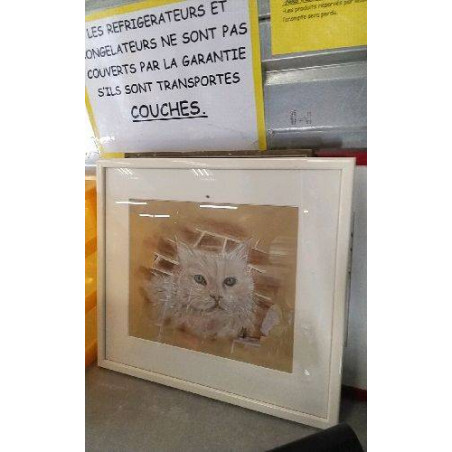 LES REFRIGERATEURS ET
CONGELATEURS NE SONT PAS
COUVERTS PAR LA GARANTIE
S'ILS SONT TRANSPORTES
COUCHES.